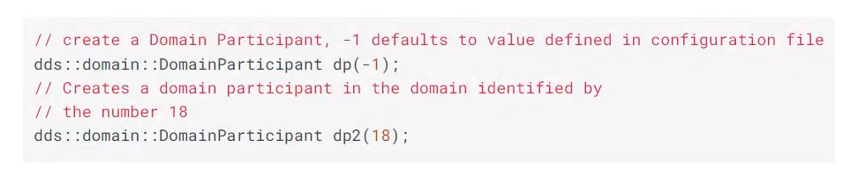 // create a Domain Participant, -1 defaults to value defined in configuration file
dds::domain::DomainParticipant dp(-1);
// Creates a domain participant in the domain identified by
// the number 18
dds::domain::DomainParticipant dp2(18);